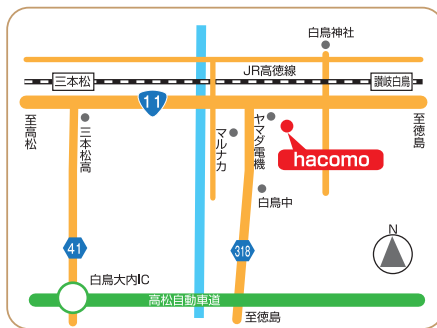 白鳥神社
JR高徳線
三本松
讃岐白鳥
11
至高松
三本松高
マルナカ
ヤマダ電機
至徳島
hacomo
白鳥中
41
318
N
白鳥大内IC
高松自動車道
至徳島